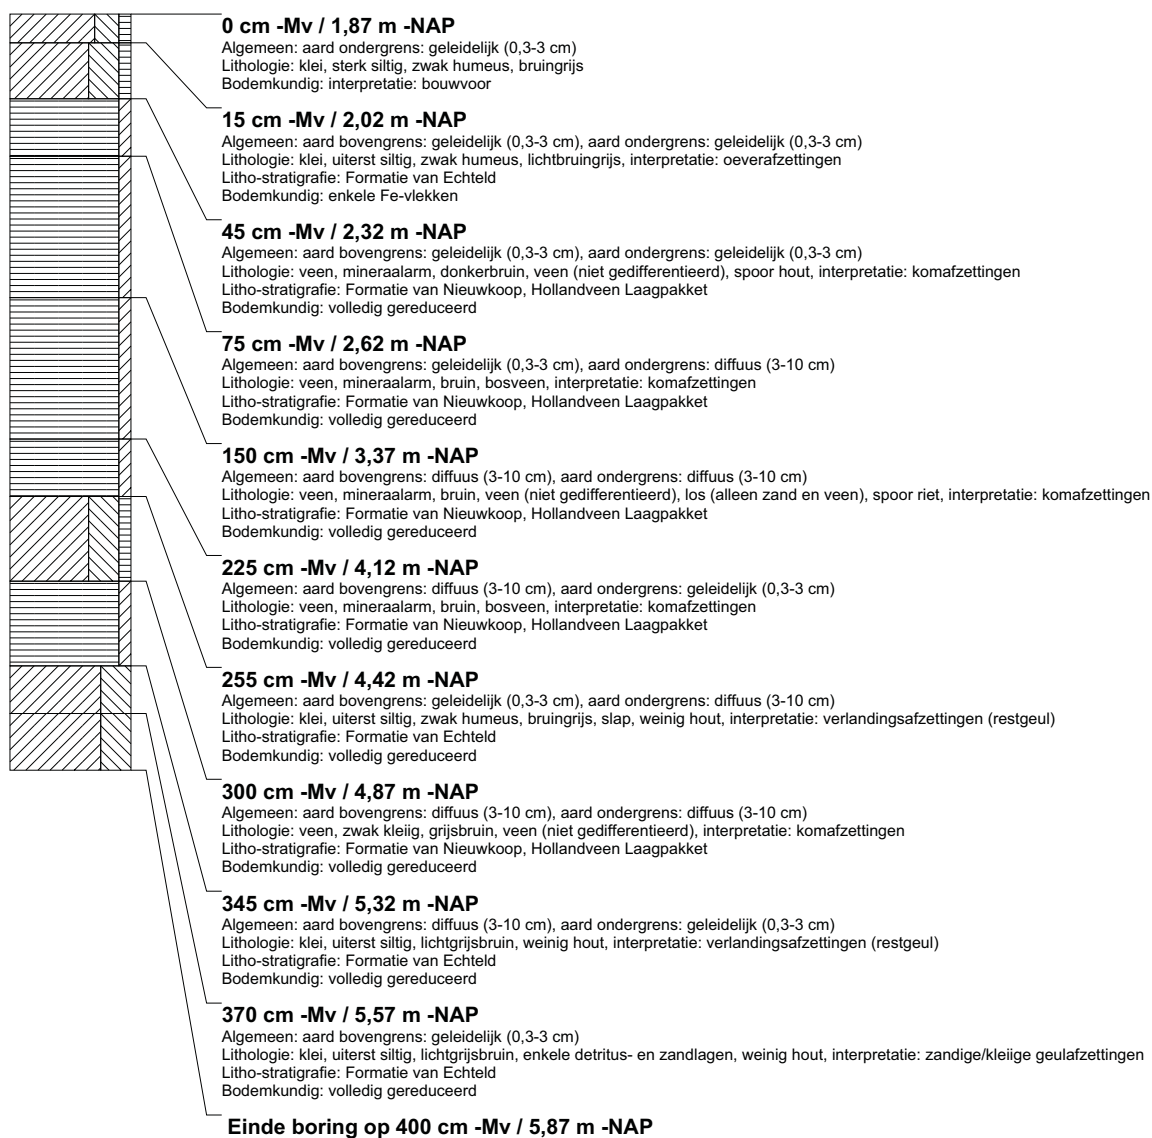 0 cm -Mv / 1,87 m -NAP
Algemeen: aard ondergrens: geleidelijk (0,3-3 cm)
Lithologie: klei, sterk siltig, zwak humeus, bruingrijs
Bodemkundig: interpretatie: bouwvoor
15 cm -Mv / 2,02 m -NAP
Algemeen: aard bovengrens: geleidelijk (0,3-3 cm), aard ondergrens: geleidelijk (0,3-3 cm)
Lithologie: klei, uiterst siltig, zwak humeus, lichtbruingrijs, interpretatie: oeverafzettingen
Litho-stratigrafie: Formatie van Echteld
Bodemkundig: enkele Fe-vlekken
45 cm -Mv / 2,32 m -NAP
Algemeen: aard bovengrens: geleidelijk (0,3-3 cm), aard ondergrens: geleidelijk (0,3-3 cm)
Lithologie: veen, mineraalarm, donkerbruin, veen (niet gedifferentieerd), spoor hout, interpretatie: komafzettingen
Litho-stratigrafie: Formatie van Nieuwkoop, Hollandveen Laagpakket
Bodemkundig: volledig gereduceerd
75 cm -Mv / 2,62 m -NAP
Algemeen: aard bovengrens: geleidelijk (0,3-3 cm), aard ondergrens: diffuus (3-10 cm)
Lithologie: veen, mineraalarm, bruin, bosveen, interpretatie: komafzettingen
Litho-stratigrafie: Formatie van Nieuwkoop, Hollandveen Laagpakket
Bodemkundig: volledig gereduceerd
150 cm -Mv / 3,37 m -NAP
Algemeen: aard bovengrens: diffuus (3-10 cm), aard ondergrens: diffuus (3-10 cm)
Lithologie: veen, mineraalarm, bruin, veen (niet gedifferentieerd), los (alleen zand en veen), spoor riet, interpretatie: komafzettingen
Litho-stratigrafie: Formatie van Nieuwkoop, Hollandveen Laagpakket
Bodemkundig: volledig gereduceerd
225 cm -Mv / 4,12 m -NAP
Algemeen: aard bovengrens: diffuus (3-10 cm), aard ondergrens: geleidelijk (0,3-3 cm)
Lithologie: veen, mineraalarm, bruin, bosveen, interpretatie: komafzettingen
Litho-stratigrafie: Formatie van Nieuwkoop, Hollandveen Laagpakket
Bodemkundig: volledig gereduceerd
255 cm -Mv / 4,42 m -NAP
Algemeen: aard bovengrens: geleidelijk (0,3-3 cm), aard ondergrens: diffuus (3-10 cm)
Lithologie: klei, uiterst siltig, zwak humeus, bruingrijs, slap, weinig hout, interpretatie: verlandingsafzettingen (restgeul)
Litho-stratigrafie: Formatie van Echteld
Bodemkundig: volledig gereduceerd
300 cm -Mv / 4,87 m -NAP
Algemeen: aard bovengrens: diffuus (3-10 cm), aard ondergrens: diffuus (3-10 cm)
Lithologie: veen, zwak kleiig, grijsbruin, veen (niet gedifferentieerd), interpretatie: komafzettingen
Litho-stratigrafie: Formatie van Nieuwkoop, Hollandveen Laagpakket
Bodemkundig: volledig gereduceerd
345 cm -Mv / 5,32 m -NAP
Algemeen: aard bovengrens: diffuus (3-10 cm), aard ondergrens: geleidelijk (0,3-3 cm)
Lithologie: klei, uiterst siltig, lichtgrijsbruin, weinig hout, interpretatie: verlandingsafzettingen (restgeul)
Litho-stratigrafie: Formatie van Echteld
Bodemkundig: volledig gereduceerd
370 cm -Mv / 5,57 m -NAP
Algemeen: aard bovengrens: geleidelijk (0,3-3 cm)
Lithologie: klei, uiterst siltig, lichtgrijsbruin, enkele detritus- en zandlagen, weinig hout, interpretatie: zandige/kleiige geulafzettingen
Litho-stratigrafie: Formatie van Echteld
Bodemkundig: volledig gereduceerd
Einde boring op 400 cm -Mv / 5,87 m -NAP